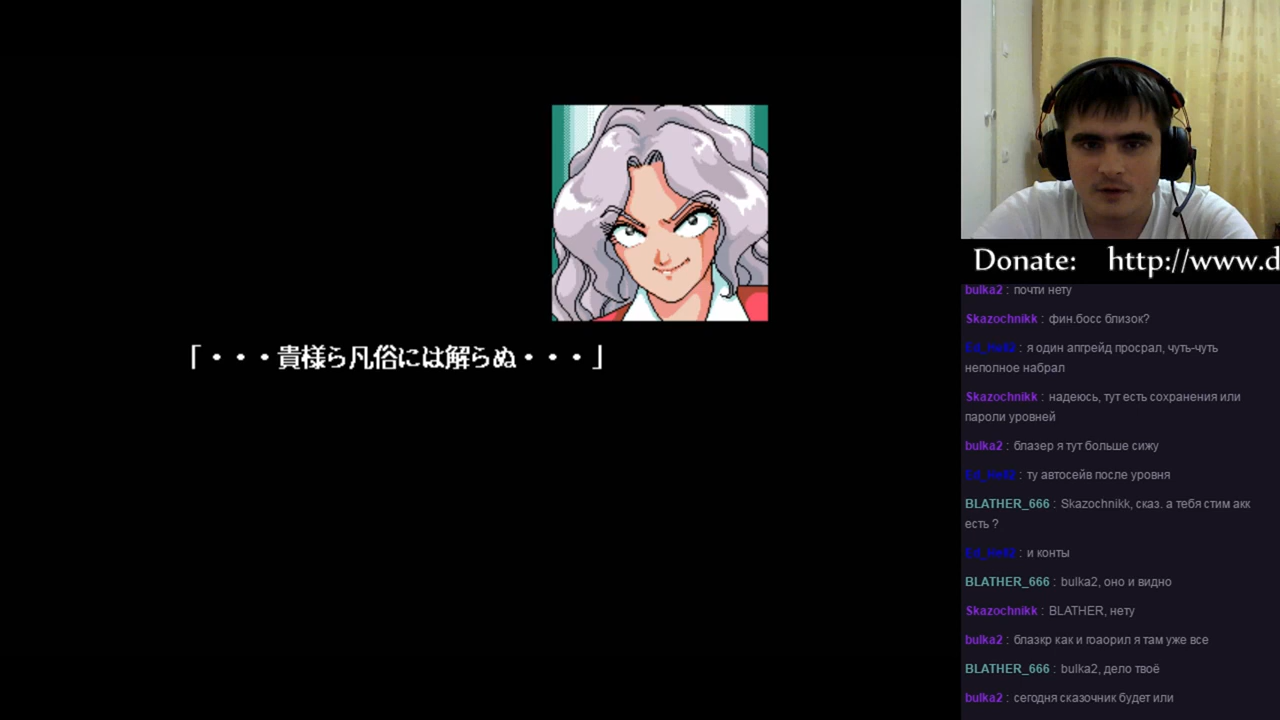 「・・・貴様ら凡俗には解らぬ・・・」
Donate: http://www.d
bulka2 : почти нету
Skazochnikk : фин.босс близок?
я один апгрейд просрал, чуть-чуть
неполное набрал
Skazochnikk : надеюсь, тут есть сохранения или
пароли уровней
bulka2 : блазер я тут больше сижу
: ту автосейв после уровня
BLATHER_666 : Skazochnikk, сказ. а тебя стим акк
есть ?
: и конты
BLATHER_666 : bulka2, оно и видно
Skazochnikk : BLATHER, нету
bulka2 : блазкр как и гоаорил я там уже все
BLATHER_666 : bulka2, дело твоё
bulka2 : сегодня сказочник будет или